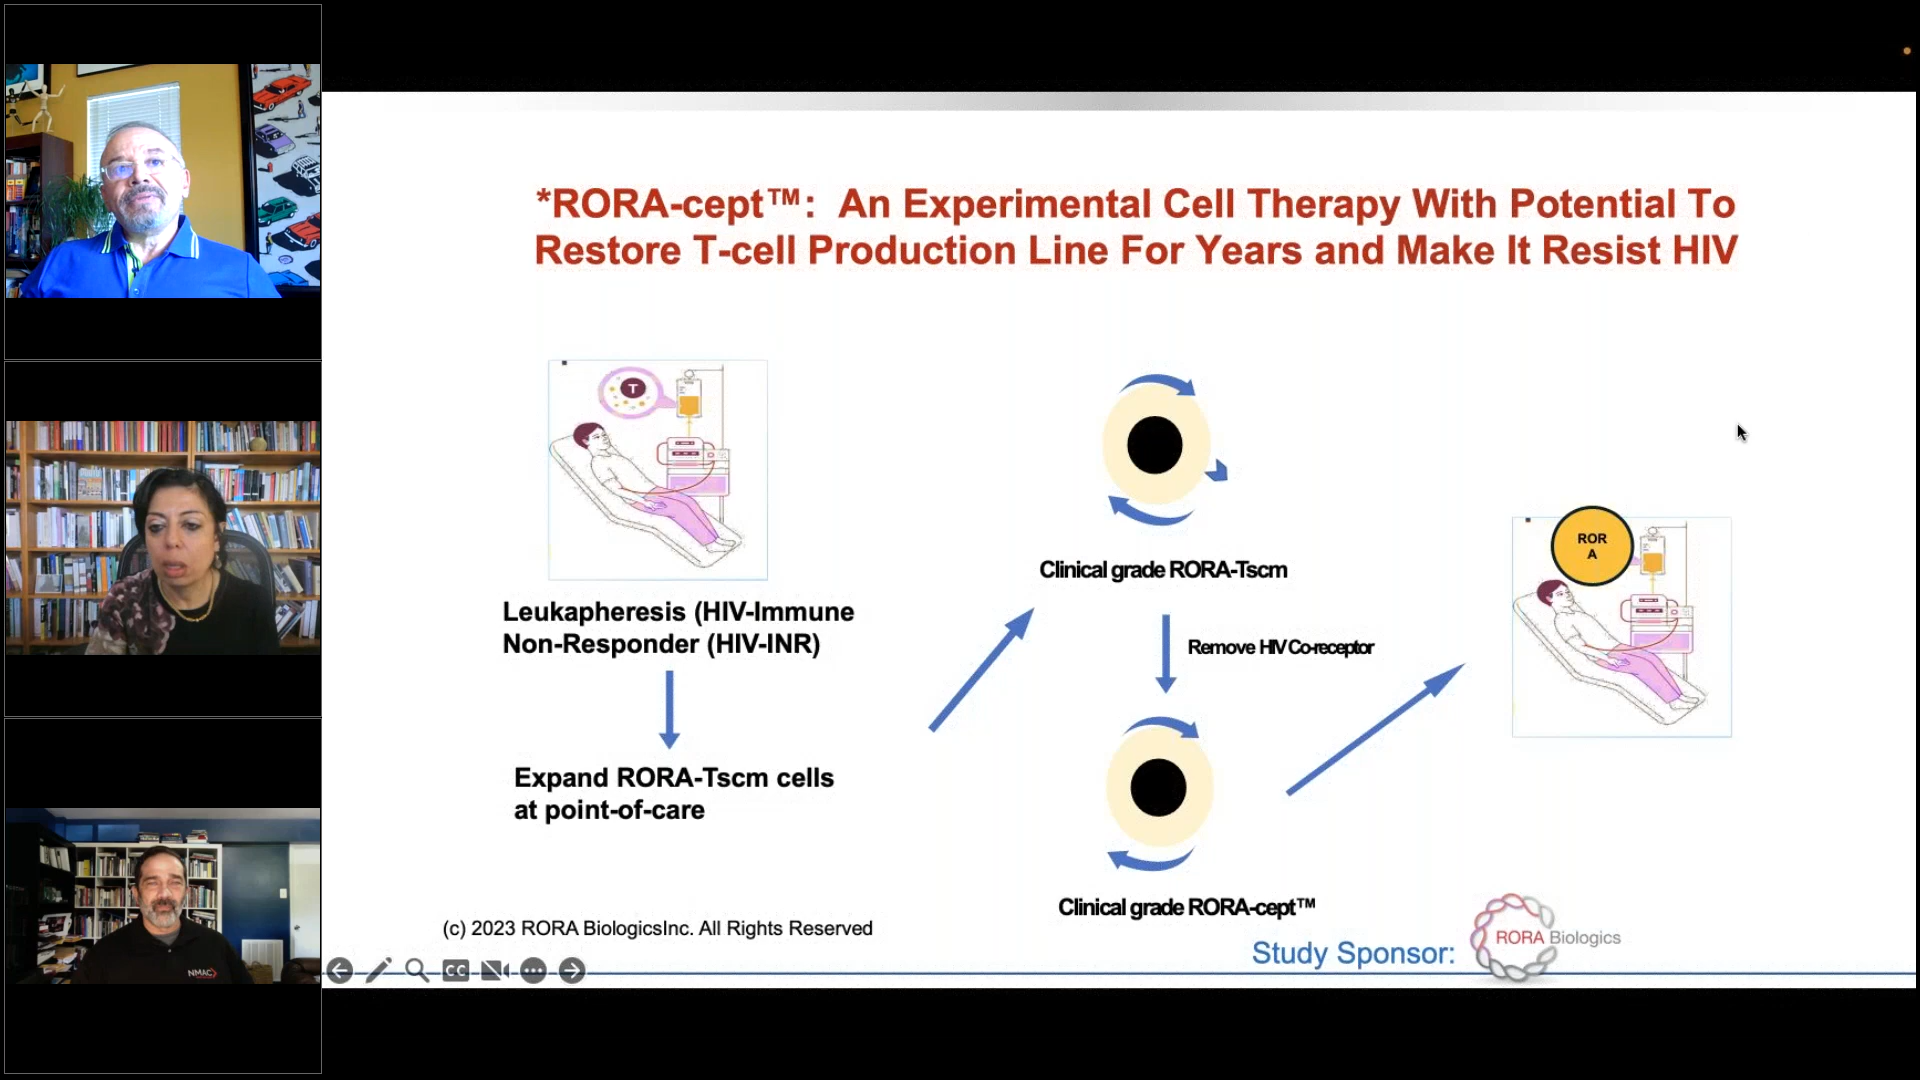 *RORA-cept™: An Experimental Cell Therapy With Potential To
Restore T-cell Production Line For Years and Make It Resist HIV
T
Leukapheresis (HIV-Immune
Non-Responder (HIV-INR)
Expand RORA-Tscm cells
at point-of-care
Clinical grade RORA-Tscm
Remove HIV Co-receptor
Clinical grade RORA-cept™
ROR
A
(c) 2023 RORA BiologicsInc. All Rights Reserved
Study Sponsor:
RORA Biologics
CC
NMAC